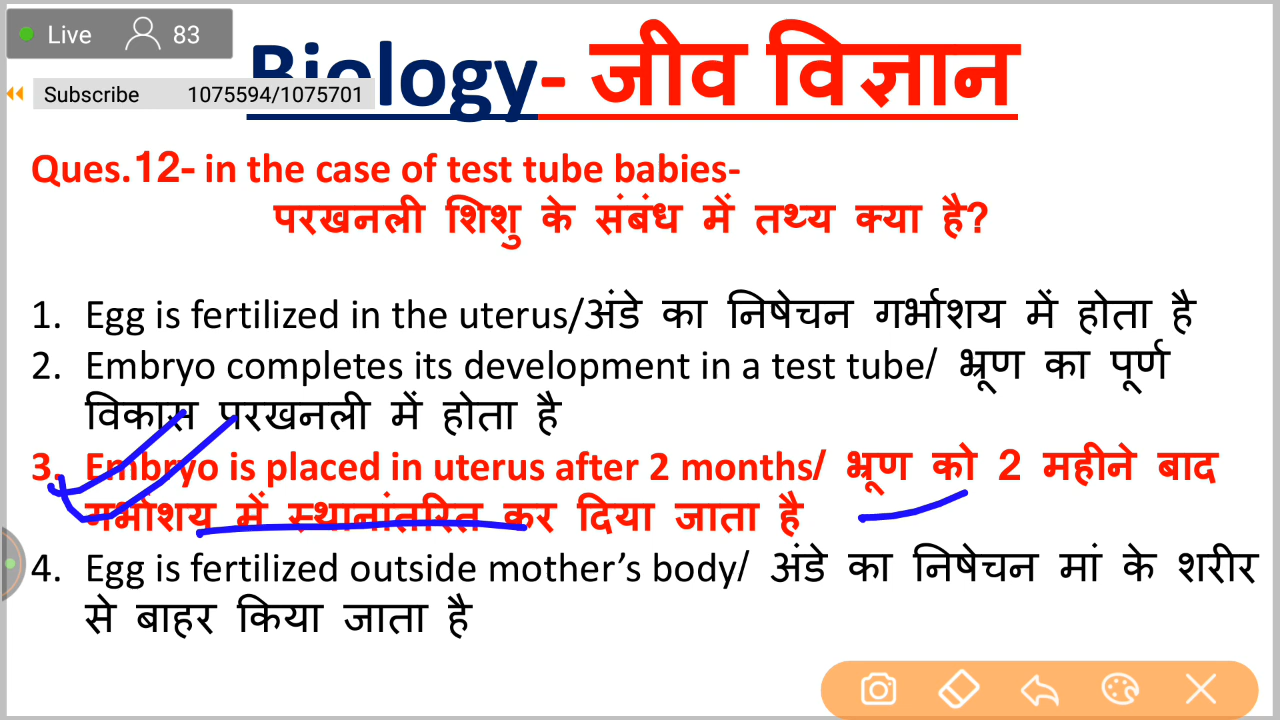 Live 83
Biology- जीव विज्ञान
Subscribe 1075594/1075701
Ques.12- in the case of test tube babies-
परखनली शिशु के संबंध में तथ्य क्या है?
1. Egg is fertilized in the uterus/अंडे का निषेचन गर्भाशय में होता है
2. Embryo completes its development in a test tube/ भ्रूण का पूर्ण
विकास परखनली में होता है
3. Embryo is placed in uterus after 2 months/ भ्रूण को 2 महीने बाद
गर्भाशय में स्थानांतरित कर दिया जाता है
4. Egg is fertilized outside mother's body/ अंडे का निषेचन मां के शरीर
से बाहर किया जाता है